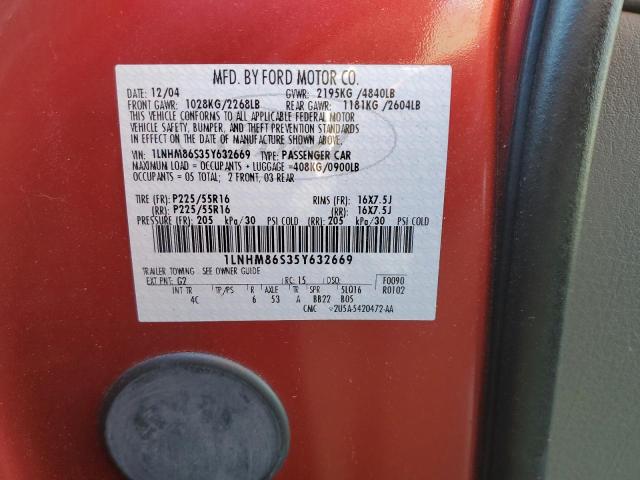 MFD. BY FORD MOTOR CO.
DATE: 12/04 GVWR: 2195KG/4840LB
FRONT GAWR: 1028KG/2268LB REAR GAWR: 1181KG/2604LB
THIS VEHICLE CONFORMS TO ALL APPLICABLE FEDERAL MOTOR
VEHICLE SAFETY, BUMPER, AND THEFT PREVENTION STANDARDS
IN EFFECT ON THE DATE OF MANUFACTURE SHOWN ABOVE.
VIN: 1LNHM86S35Y632669 TYPE: PASSENGER CAR
MAXIMUM LOAD = OCCUPANTS + LUGGAGE = 408KG/0900LB
OCCUPANTS = 05 TOTAL; 2 FRONT, 03 REAR
TIRE (FR): P225/55R16 RIMS (FR): 16X7.5J
(RR): P225/55R16 (RR): 16X7.5J
PRESSURE (FR): 205 kPa/30 PSI COLD (RR): 205 kPa/30 PSI COLD
1LNHM86S35Y632669
TRAILER TOWING - SEE OWNER GUIDE
EXT PNT: G2 RC: 15 DSO: F0090
INT TR TP/PS R AXLE TR SPR 5LQ16 R0102
4C 6 53 A BB22 B05
CMC 2U5A-5420472-AA